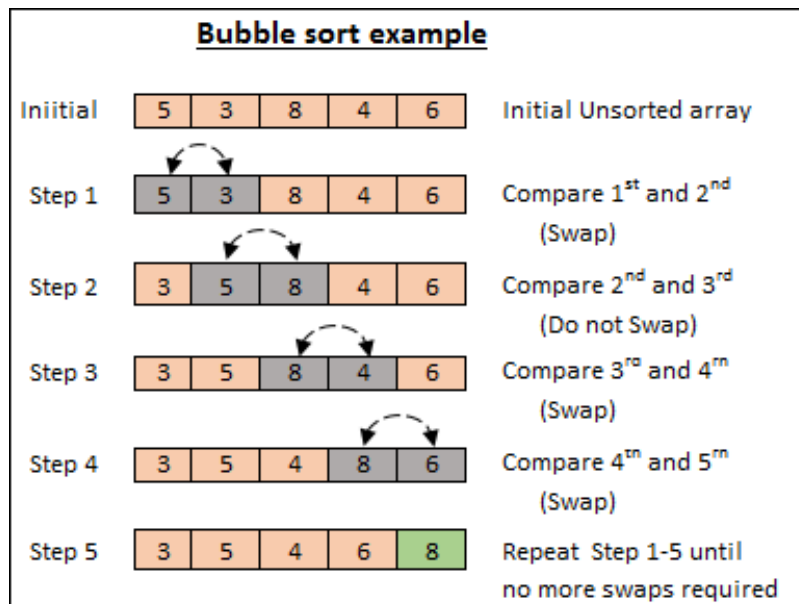 Bubble sort example
Iniitial 5 3 8 4 6 Initial Unsorted array
Step 1 5 3 8 4 6 Compare 1st and 2nd
(Swap)
Step 2 3 5 8 4 6 Compare 2nd and 3rd
(Do not Swap)
Step 3 3 5 8 4 6 Compare 3rd and 4th
(Swap)
Step 4 3 5 4 8 6 Compare 4th and 5th
(Swap)
Step 5 3 5 4 6 8 Repeat Step 1-5 until
no more swaps required